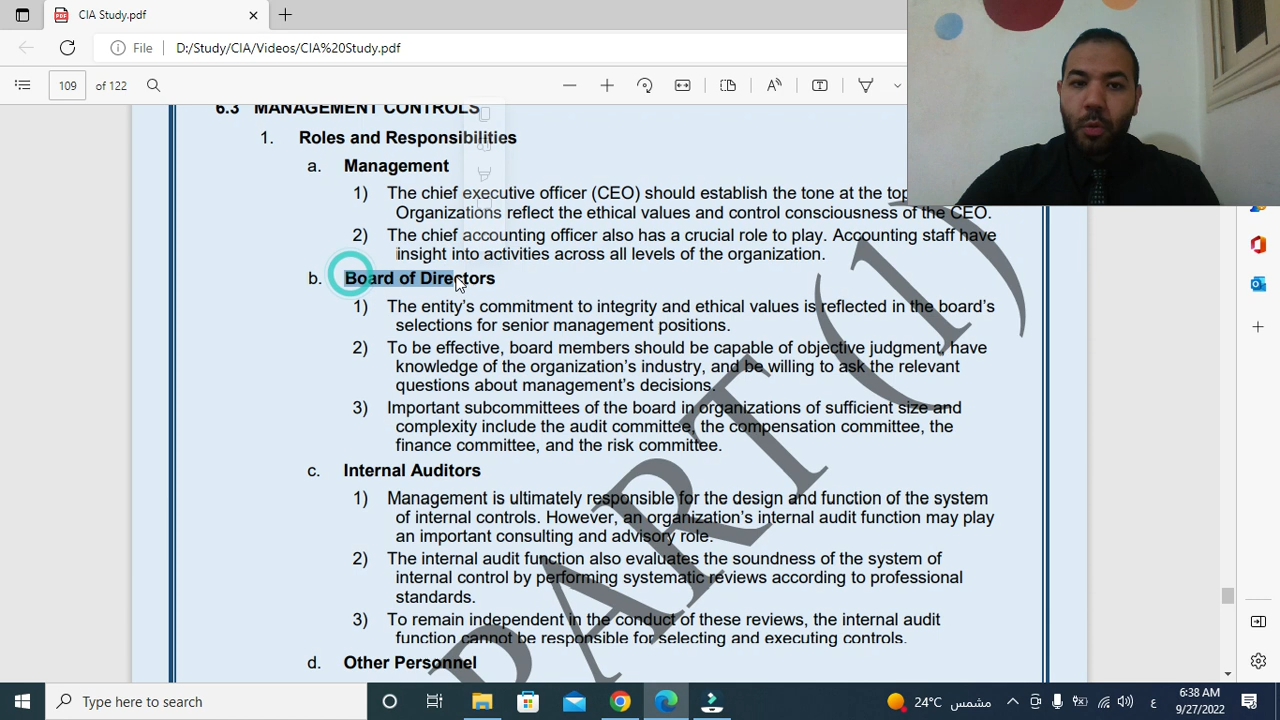 CIA Study.pdf
File D:/Study/CIA/Videos/CIA%20Study.pdf
109 of 122
6.3 MANAGEMENT CONTROLS
1. Roles and Responsibilities
a. Management
1) The chief executive officer (CEO) should establish the tone at the top
Organizations reflect the ethical values and control consciousness of the CEO.
2) The chief accounting officer also has a crucial role to play. Accounting staff have
insight into activities across all levels of the organization.
b. Board of Directors
1) The entity's commitment to integrity and ethical values is reflected in the board's
selections for senior management positions.
2) To be effective, board members should be capable of objective judgment, have
knowledge of the organization's industry, and be willing to ask the relevant
questions about management's decisions.
3) Important subcommittees of the board in organizations of sufficient size and
complexity include the audit committee, the compensation committee, the
finance committee, and the risk committee.
c. Internal Auditors
1) Management is ultimately responsible for the design and function of the system
of internal controls. However, an organization's internal audit function may play
an important consulting and advisory role.
2) The internal audit function also evaluates the soundness of the system of
internal control by performing systematic reviews according to professional
standards.
3) To remain independent in the conduct of these reviews, the internal audit
function cannot be responsible for selecting and executing controls.
d. Other Personnel
PART (1)
Type here to search
24°C مشمس
ع
6:38 AM
9/27/2022